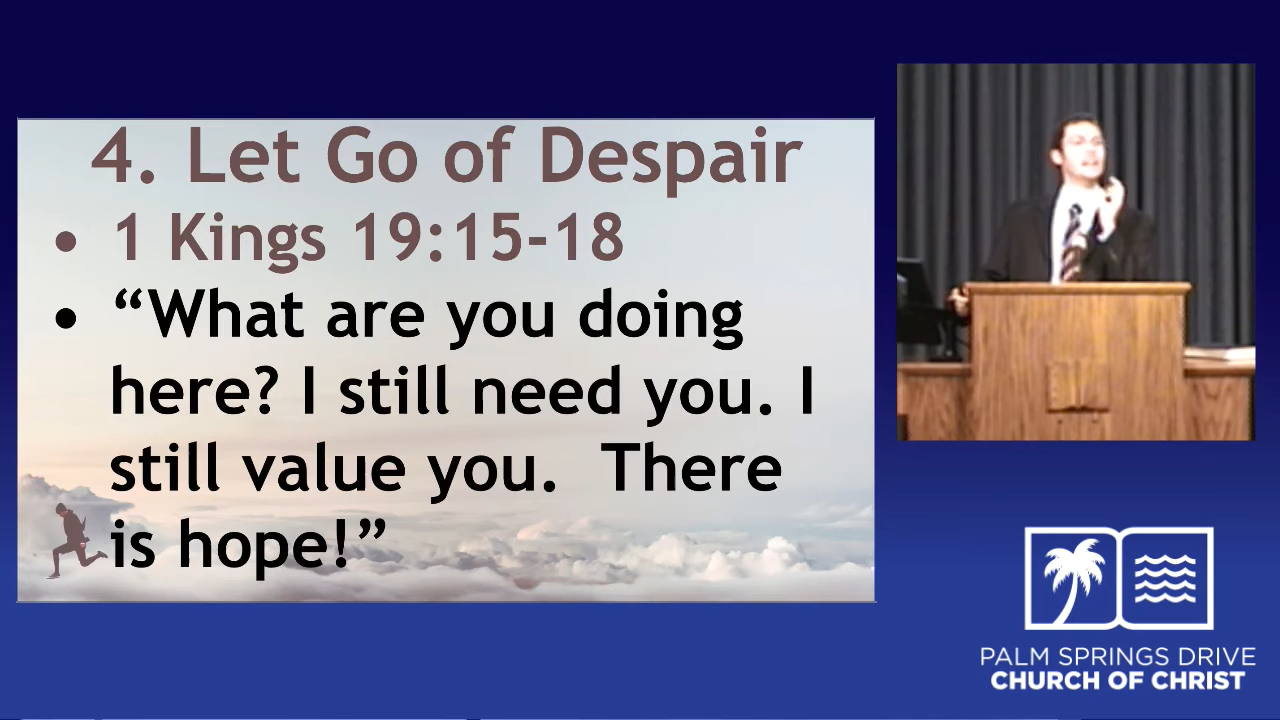 4. Let Go of Despair
• 1 Kings 19:15-18
• “What are you doing
here? I still need you. I
still value you.  There
is hope!”
PALM SPRINGS DRIVE
CHURCH OF CHRIST